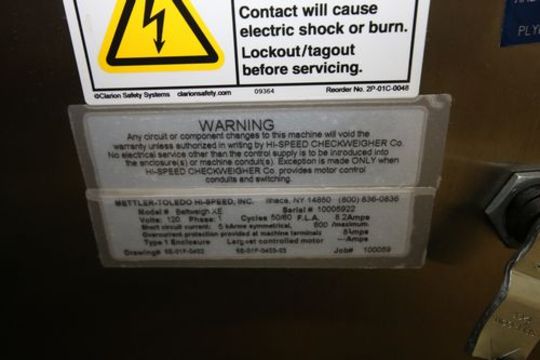 Contact will cause
electric shock or burn.
Lockout/tagout
before servicing.
©Clarion Safety Systems clarionsafety.com 09364 Reorder No. 2P-01C-0048
WARNING
Any circuit or component changes to this machine will void the
warranty unless authorized in writing by HI-SPEED CHECKWEIGHER Co.
No electrical service other than the control supply is to be introduced into
the enclosure(s) or machine conduit(s). Exception is made ONLY when
HI-SPEED CHECKWEIGHER Co. provides motor control
conduits and switching.
METTLER-TOLEDO HI-SPEED, INC. Ithaca, NY 14850 (800) 836-0836
Model # Beltweigh XE Serial # 10005922
Volts: 120 Phase: 1 Cycles 50/60 F.L.A. 8.2Amps
Short circuit current: 5 kArms symmetrical, 600 /maximum.
Overcurrent protection provided at machine terminals Amps
Type 1 Enclosure Largest controlled motor ---Amps
Drawing# Job# 100059